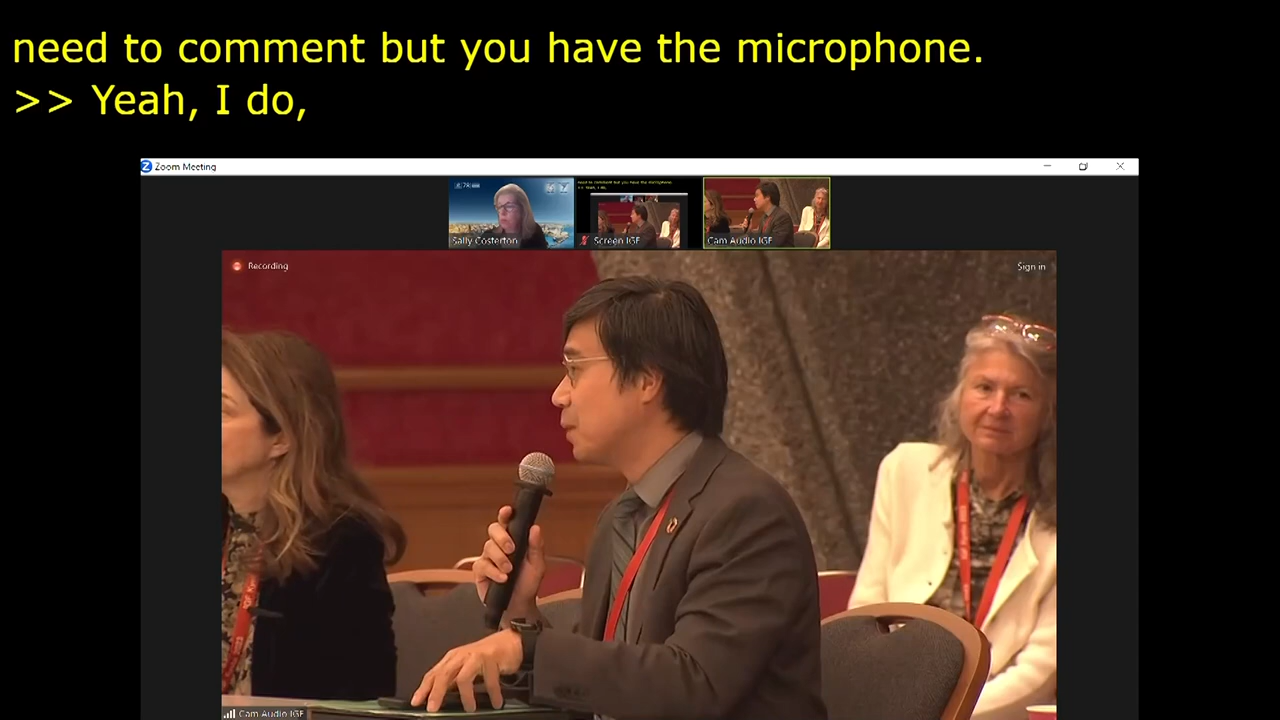 need to comment but you have the microphone.
>> Yeah, I do,
Zoom Meeting
Sally Costerton
Screen IGF
Cam Audio IGF
Recording
Sign in
Cam Audio IGF